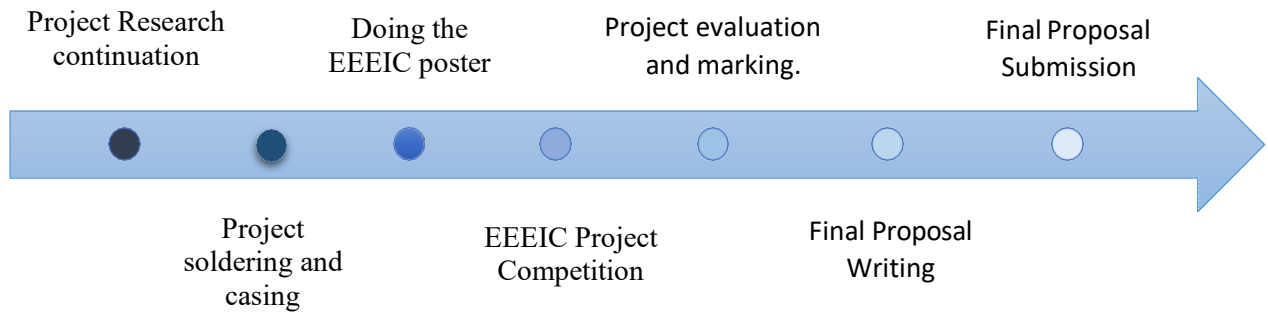 Project Research
continuation
Project
soldering and
casing
Doing the
EEEIC poster
EEEIC Project
Competition
Project evaluation
and marking.
Final Proposal
Writing
Final Proposal
Submission